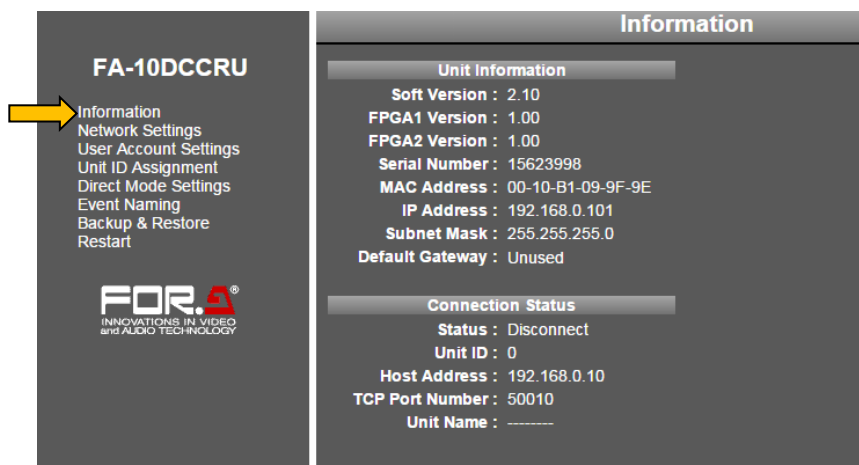 Information
FA-10DCCRU
Information
Network Settings
User Account Settings
Unit ID Assignment
Direct Mode Settings
Event Naming
Backup & Restore
Restart
FOR.A®
INNOVATIONS IN VIDEO
and AUDIO TECHNOLOGY
Unit Information
Soft Version : 2.10
FPGA1 Version : 1.00
FPGA2 Version : 1.00
Serial Number : 15623998
MAC Address : 00-10-B1-09-9F-9E
IP Address : 192.168.0.101
Subnet Mask : 255.255.255.0
Default Gateway : Unused
Connection Status
Status : Disconnect
Unit ID : 0
Host Address : 192.168.0.10
TCP Port Number : 50010
Unit Name : --------